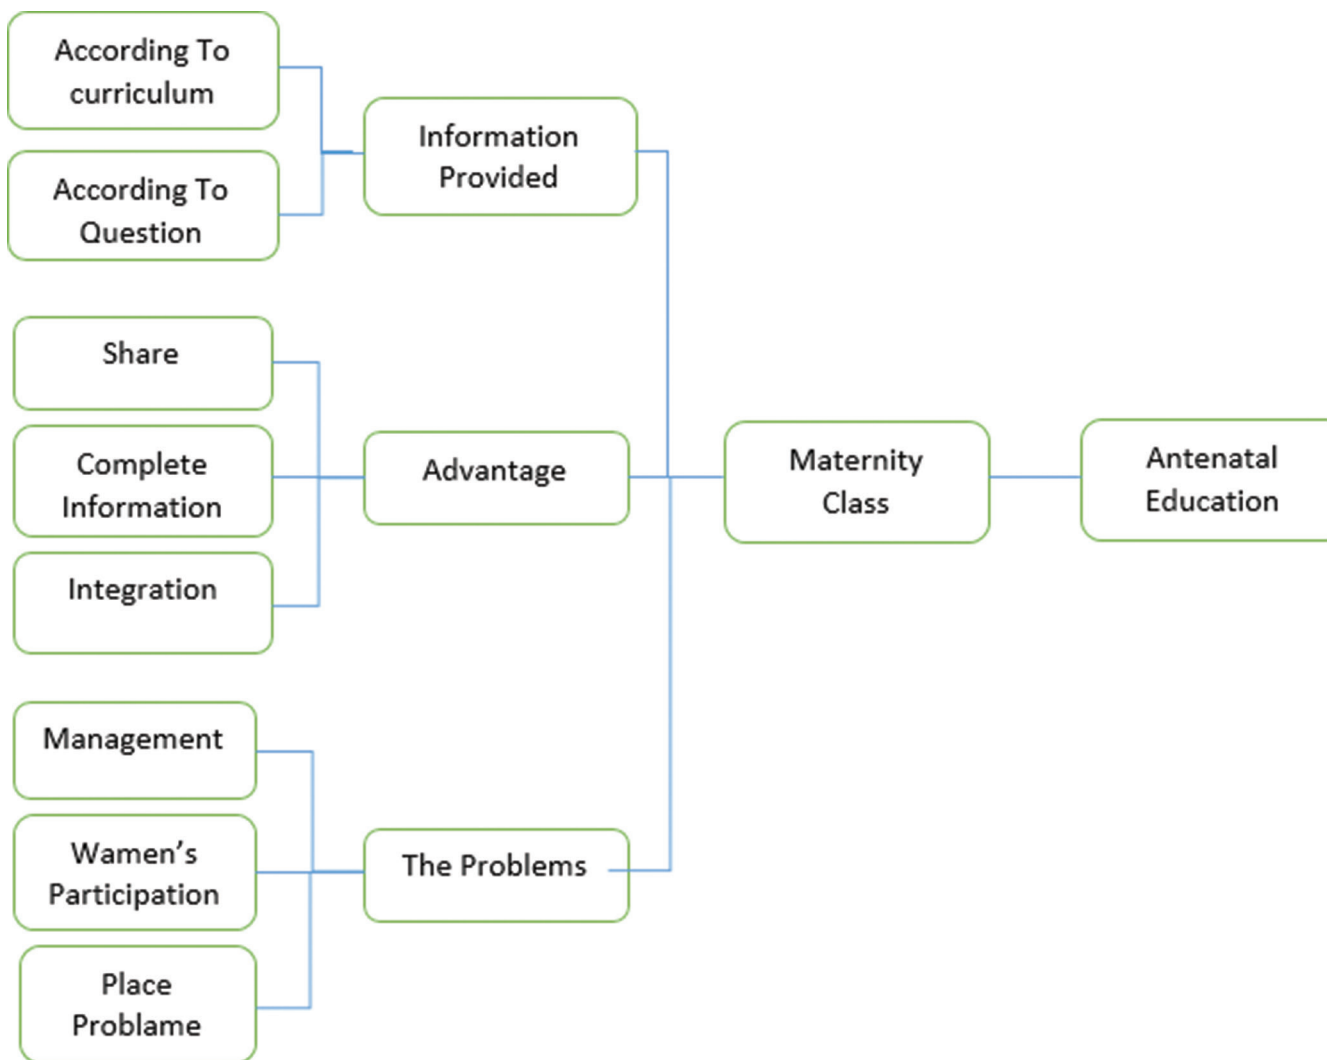 According To
curriculum
According To
Question
Information
Provided
Share
Complete
Information
Integration
Advantage
Maternity
Class
Antenatal
Education
Management
Wamen’s
Participation
Place
Problame
The Problems